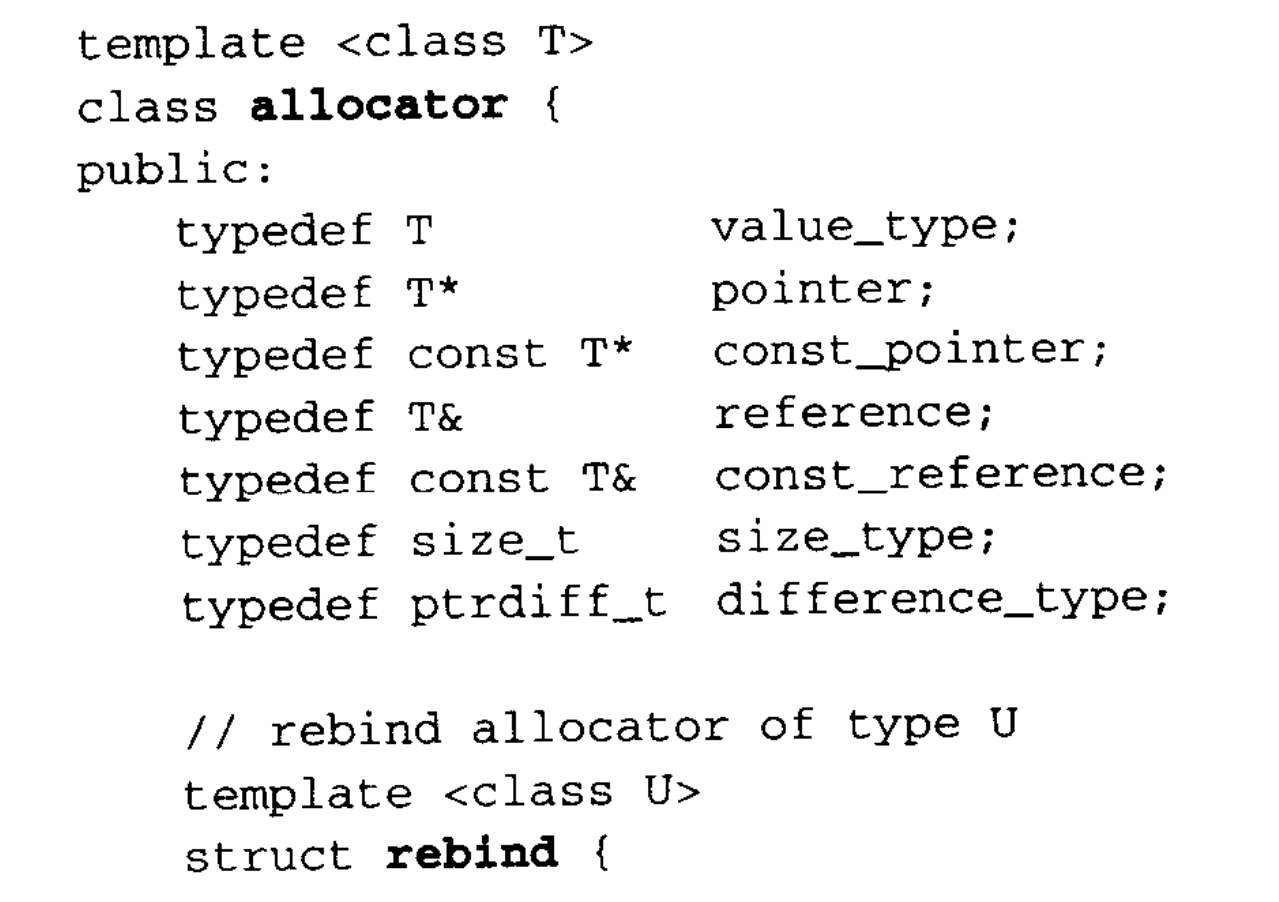 template <class T>
class allocator {
public:
    typedef T         value_type;
    typedef T*        pointer;
    typedef const T*  const_pointer;
    typedef T&        reference;
    typedef const T&  const_reference;
    typedef size_t    size_type;
    typedef ptrdiff_t difference_type;

    // rebind allocator of type U
    template <class U>
    struct rebind {